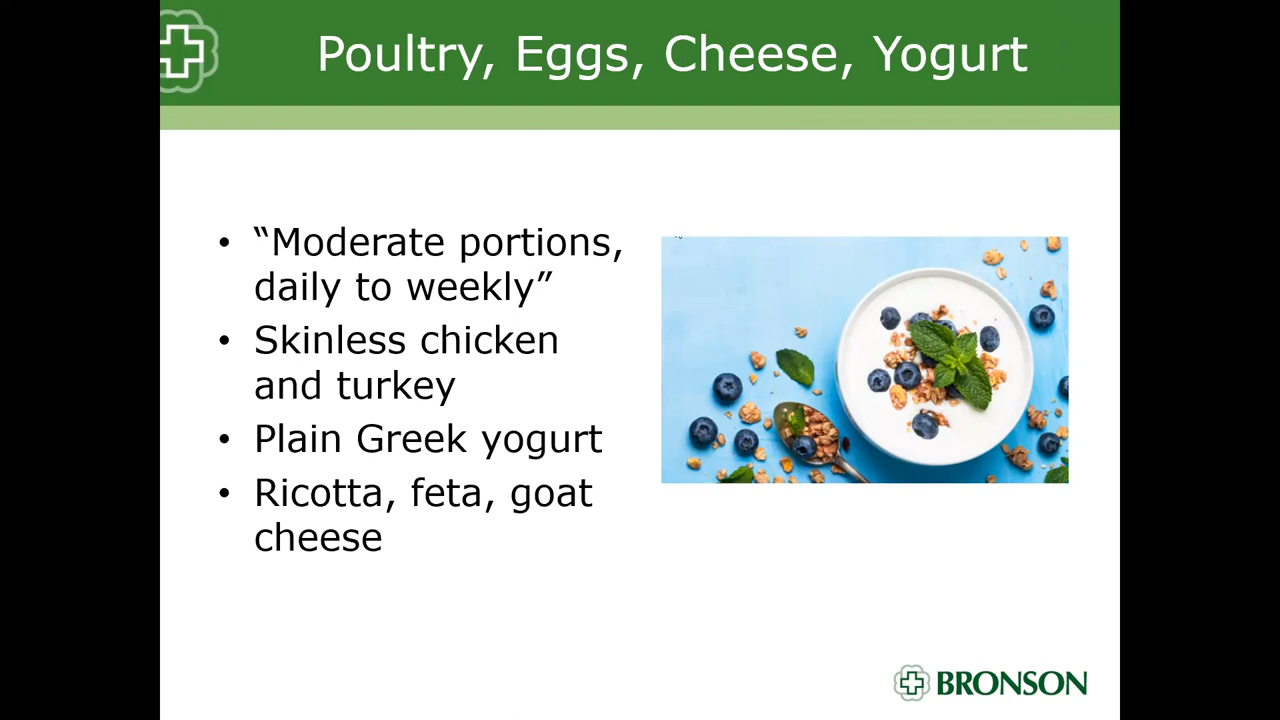 Poultry, Eggs, Cheese, Yogurt
• “Moderate portions,
daily to weekly”
• Skinless chicken
and turkey
• Plain Greek yogurt
• Ricotta, feta, goat
cheese
BRONSON